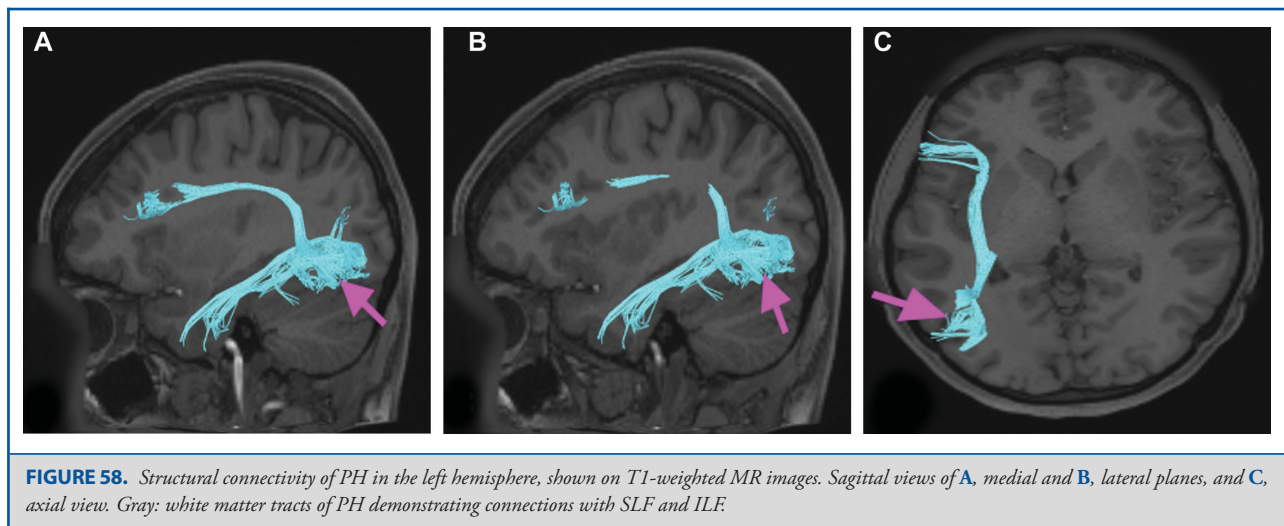 A
B
C
FIGURE 58. Structural connectivity of PH in the left hemisphere, shown on T1-weighted MR images. Sagittal views of A, medial and B, lateral planes, and C,
axial view. Gray: white matter tracts of PH demonstrating connections with SLF and ILF.